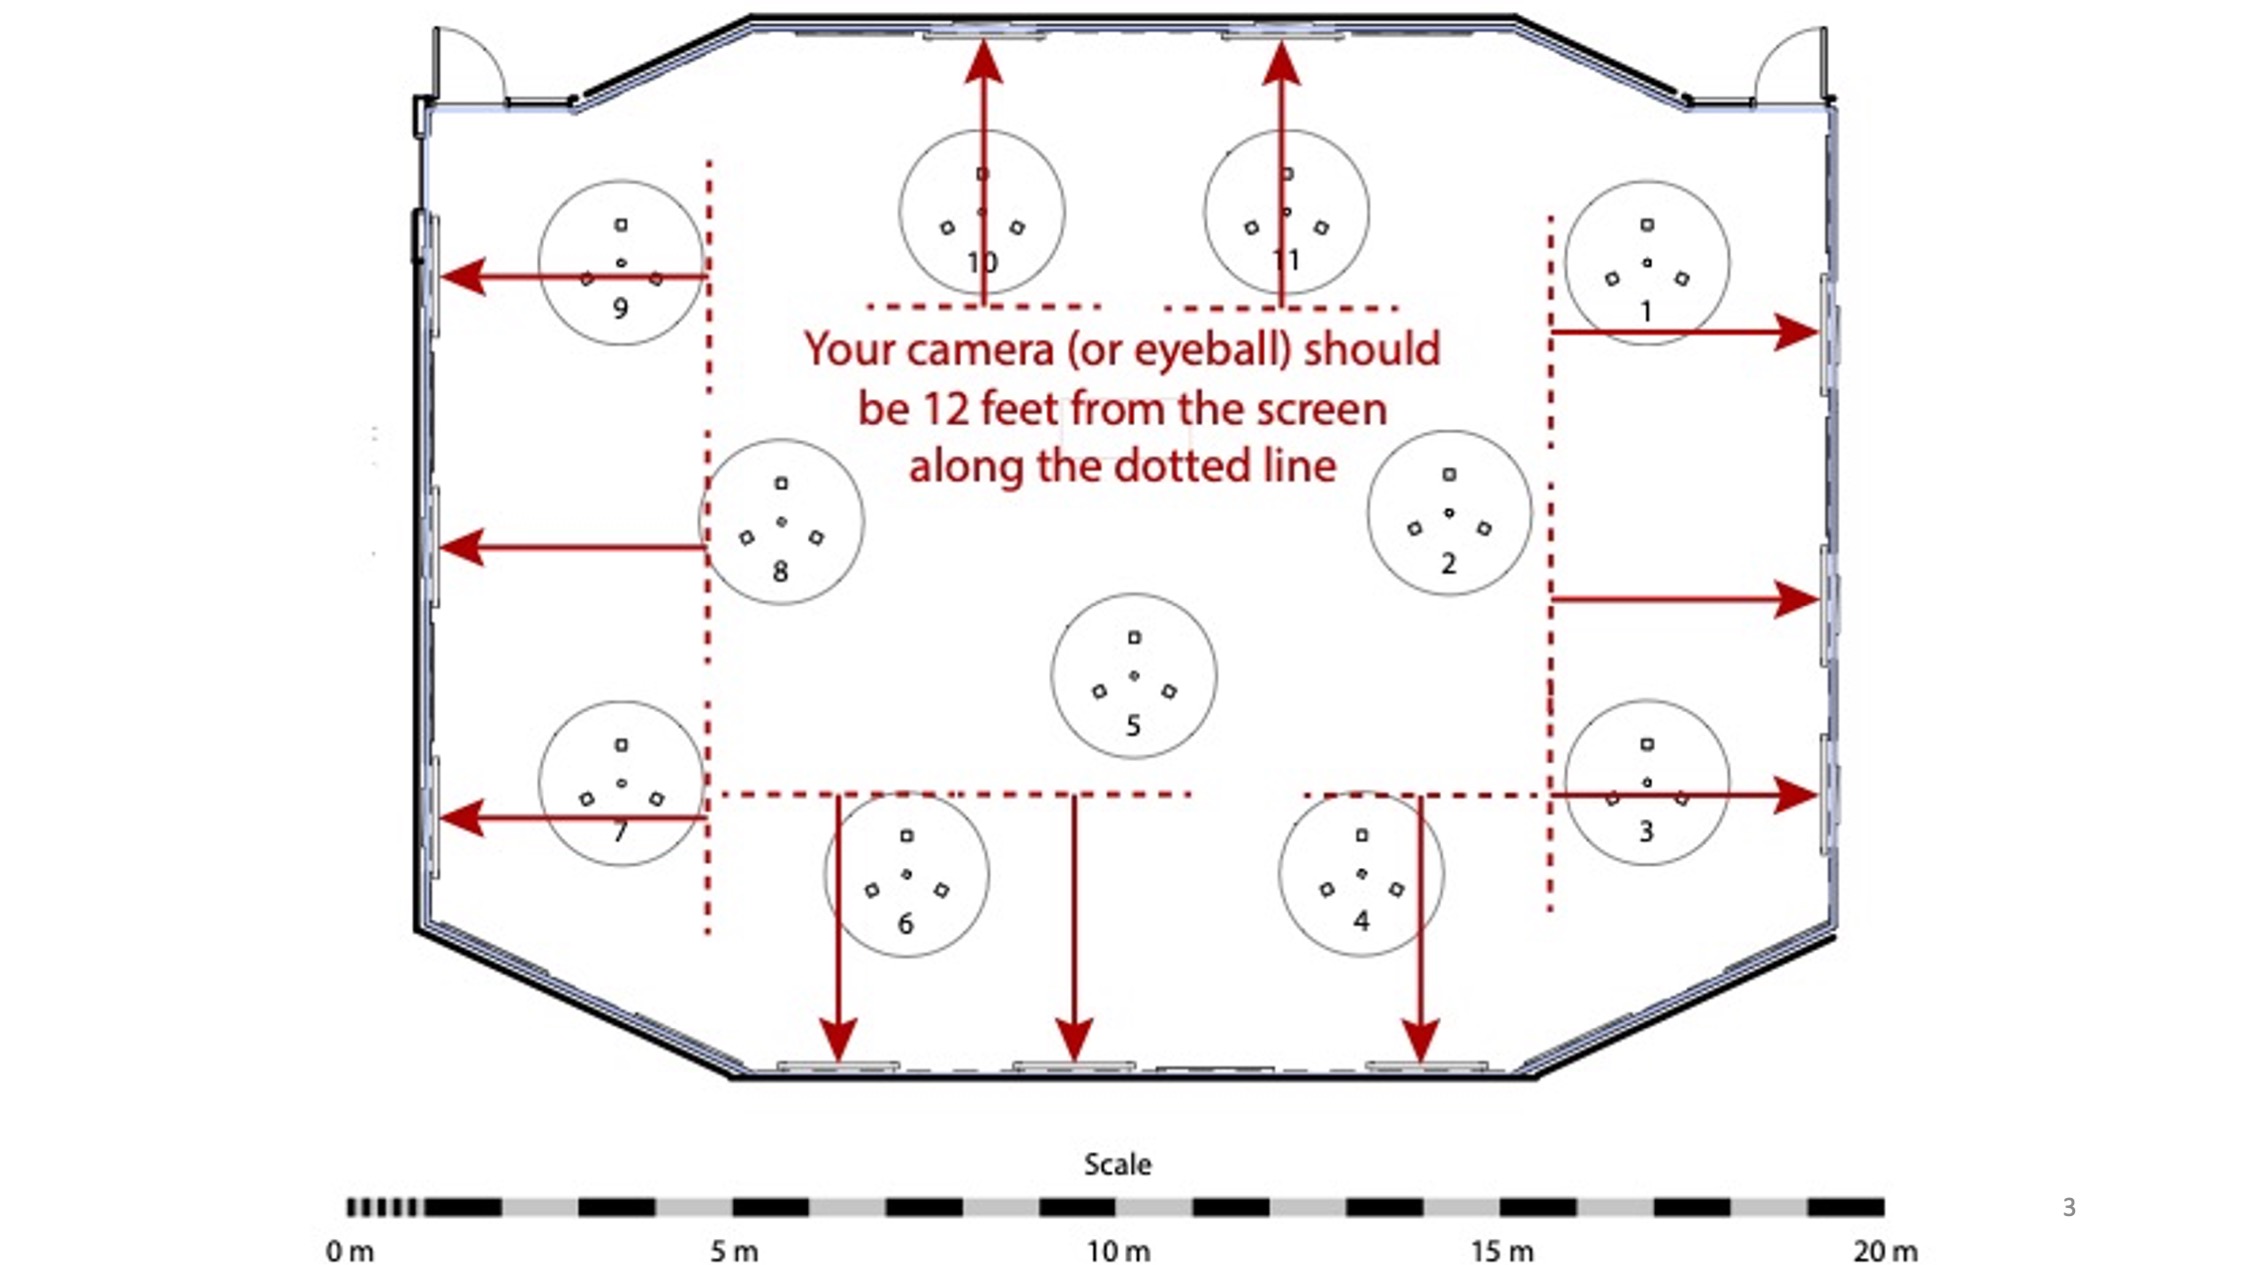 10
11
9
1
Your camera (or eyeball) should
be 12 feet from the screen
along the dotted line
8
2
5
7
3
6
4
Scale
3
0 m
5 m
10 m
15 m
20 m